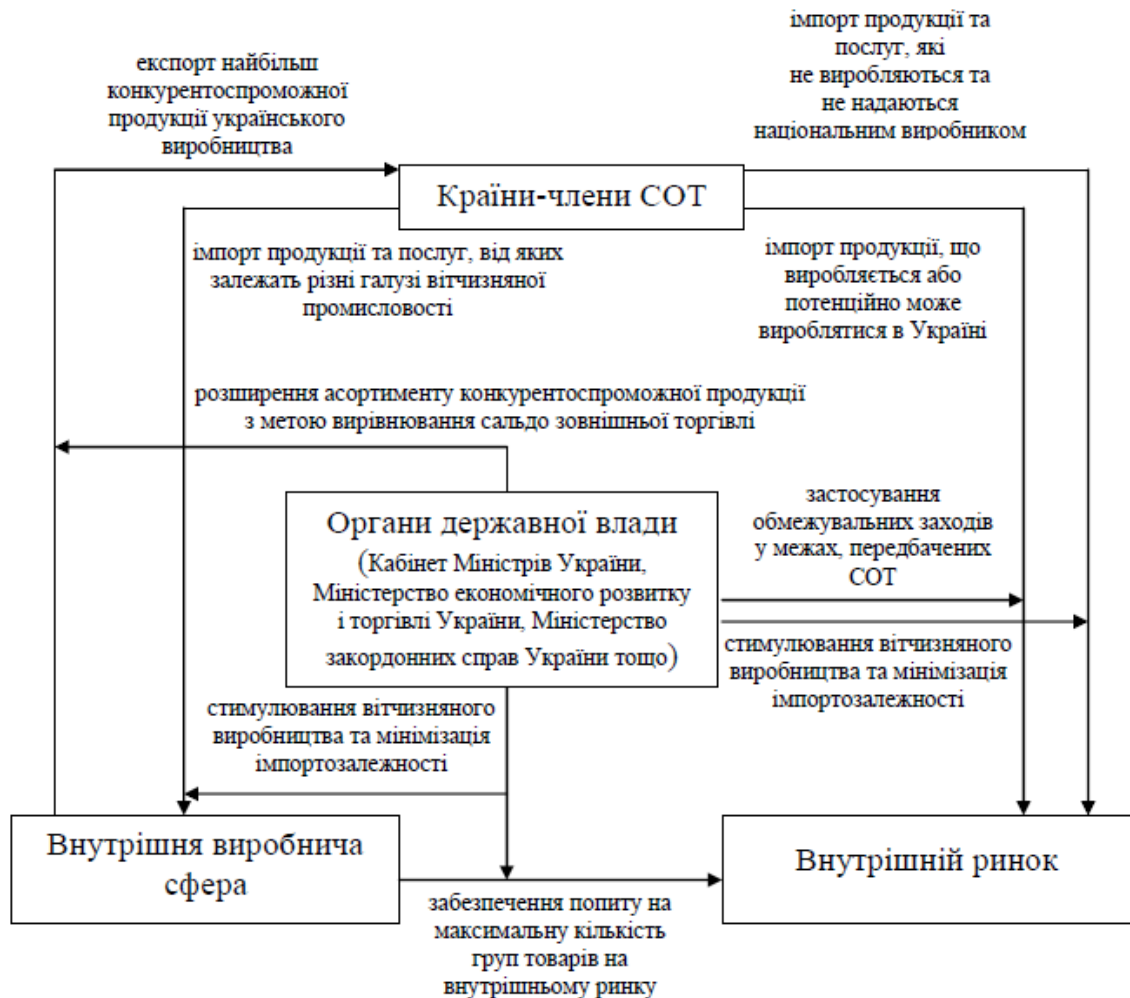 експорт найбільш
конкурентоспроможної
продукції українського
виробництва
імпорт продукції та
послуг, які
не виробляються та
не надаються
національним виробником
Країни-члени СОТ
імпорт продукції та послуг, від яких
залежать різні галузі вітчизняної
промисловості
імпорт продукції, що
виробляється або
потенційно може
вироблятися в Україні
розширення асортименту конкурентоспроможної продукції
з метою вирівнювання сальдо зовнішньої торгівлі
Органи державної влади
(Кабінет Міністрів України,
Міністерство економічного розвитку
і торгівлі України, Міністерство
закордонних справ України тощо)
застосування
обмежувальних заходів
у межах, передбачених
СОТ
стимулювання вітчизняного
виробництва та мінімізація
імпортозалежності
стимулювання вітчизняного
виробництва та мінімізація
імпортозалежності
Внутрішня виробнича
сфера
Внутрішній ринок
забезпечення попиту на
максимальну кількість
груп товарів на
внутрішньому ринку